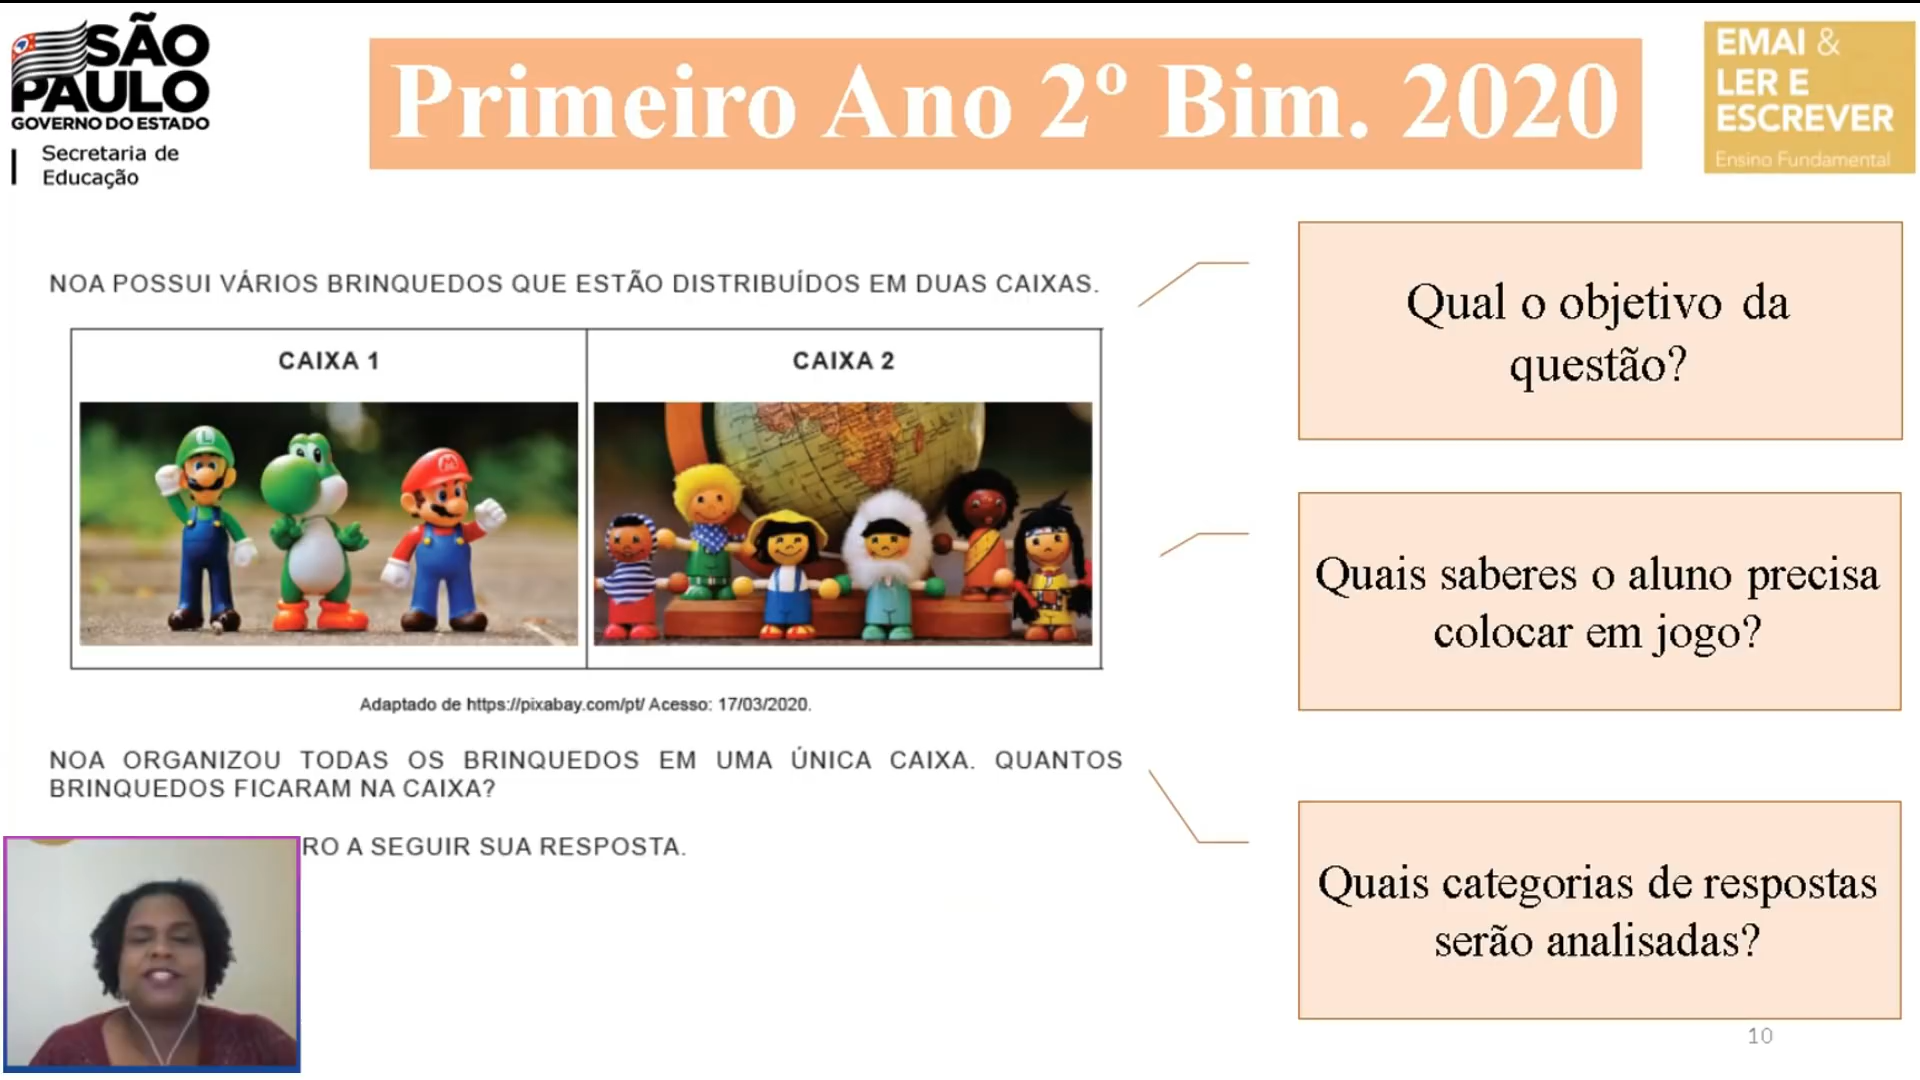 SÃO
PAULO
GOVERNO DO ESTADO
Secretaria de
Educação
Primeiro Ano 2º Bim. 2020
EMAI &
LER E
ESCREVER
Ensino Fundamental
NOA POSSUI VÁRIOS BRINQUEDOS QUE ESTÃO DISTRIBUÍDOS EM DUAS CAIXAS.
CAIXA 1
CAIXA 2
L
M
Adaptado de https://pixabay.com/pt/ Acesso: 17/03/2020.
NOA ORGANIZOU TODAS OS BRINQUEDOS EM UMA ÚNICA CAIXA. QUANTOS
BRINQUEDOS FICARAM NA CAIXA?
RO A SEGUIR SUA RESPOSTA.
Qual o objetivo da
questão?
Quais saberes o aluno precisa
colocar em jogo?
Quais categorias de respostas
serão analisadas?
10